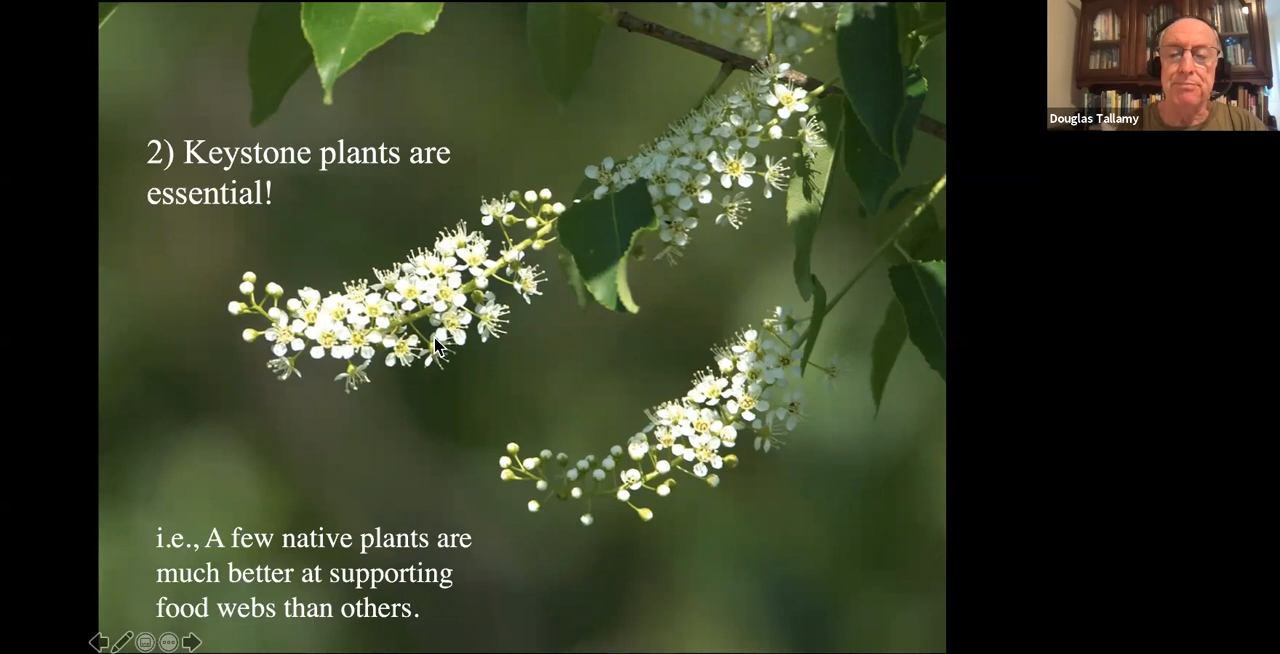 2) Keystone plants are
essential!
Douglas Tallamy
i.e., A few native plants are
much better at supporting
food webs than others.